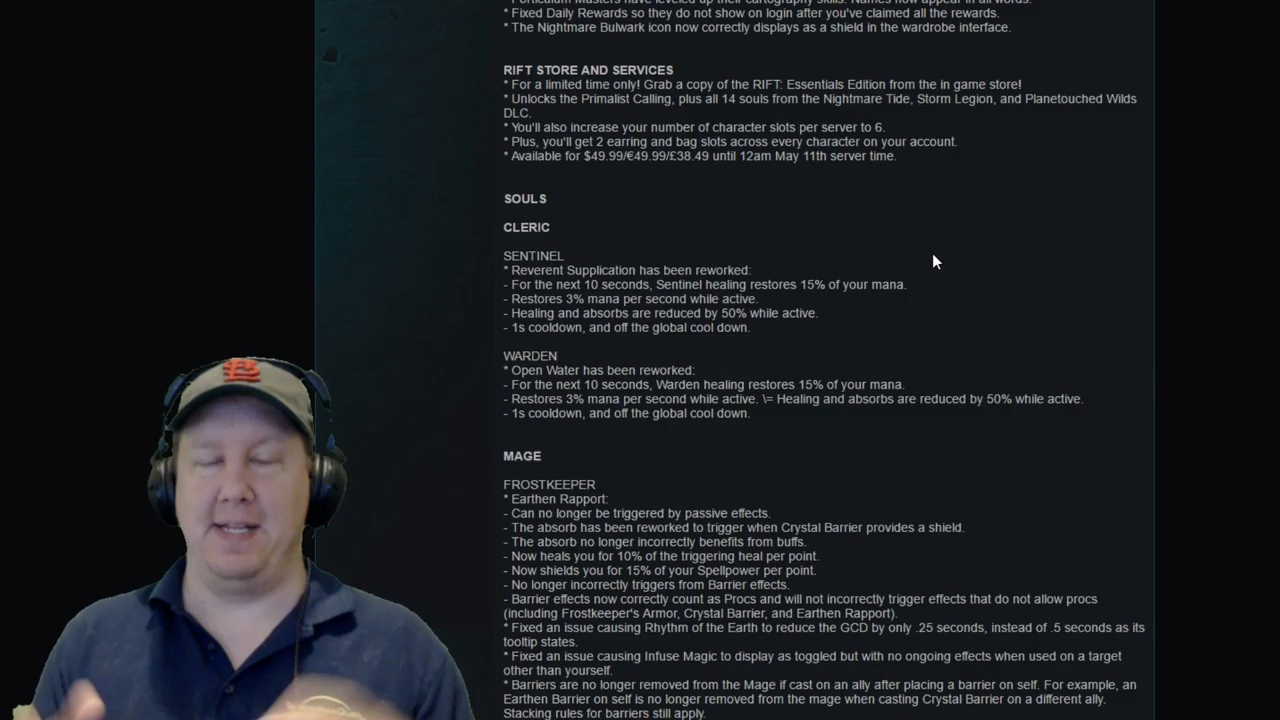 * Porticulum Masters have leveled up their cartography skills. Names now appear in all words.
* Fixed Daily Rewards so they do not show on login after you've claimed all the rewards.
* The Nightmare Bulwark icon now correctly displays as a shield in the wardrobe interface.
RIFT STORE AND SERVICES
* For a limited time only! Grab a copy of the RIFT: Essentials Edition from the in game store!
* Unlocks the Primalist Calling, plus all 14 souls from the Nightmare Tide, Storm Legion, and Planetouched Wilds
DLC.
* You'll also increase your number of character slots per server to 6.
* Plus, you'll get 2 earring and bag slots across every character on your account.
* Available for $49.99/€49.99/£38.49 until 12am May 11th server time.
SOULS
CLERIC
SENTINEL
* Reverent Supplication has been reworked:
- For the next 10 seconds, Sentinel healing restores 15% of your mana.
- Restores 3% mana per second while active.
- Healing and absorbs are reduced by 50% while active.
- 1s cooldown, and off the global cool down.
WARDEN
* Open Water has been reworked:
- For the next 10 seconds, Warden healing restores 15% of your mana.
- Restores 3% mana per second while active. \= Healing and absorbs are reduced by 50% while active.
- 1s cooldown, and off the global cool down.
MAGE
FROSTKEEPER
* Earthen Rapport:
- Can no longer be triggered by passive effects.
- The absorb has been reworked to trigger when Crystal Barrier provides a shield.
- The absorb no longer incorrectly benefits from buffs.
- Now heals you for 10% of the triggering heal per point.
- Now shields you for 15% of your Spellpower per point.
- No longer incorrectly triggers from Barrier effects.
- Barrier effects now correctly count as Procs and will not incorrectly trigger effects that do not allow procs
(including Frostkeeper's Armor, Crystal Barrier, and Earthen Rapport).
* Fixed an issue causing Rhythm of the Earth to reduce the GCD by only .25 seconds, instead of .5 seconds as its
tooltip states.
* Fixed an issue causing Infuse Magic to display as toggled but with no ongoing effects when used on a target
other than yourself.
* Barriers are no longer removed from the Mage if cast on an ally after placing a barrier on self. For example, an
Earthen Barrier on self is no longer removed from the mage when casting Crystal Barrier on a different ally.
Stacking rules for barriers still apply.